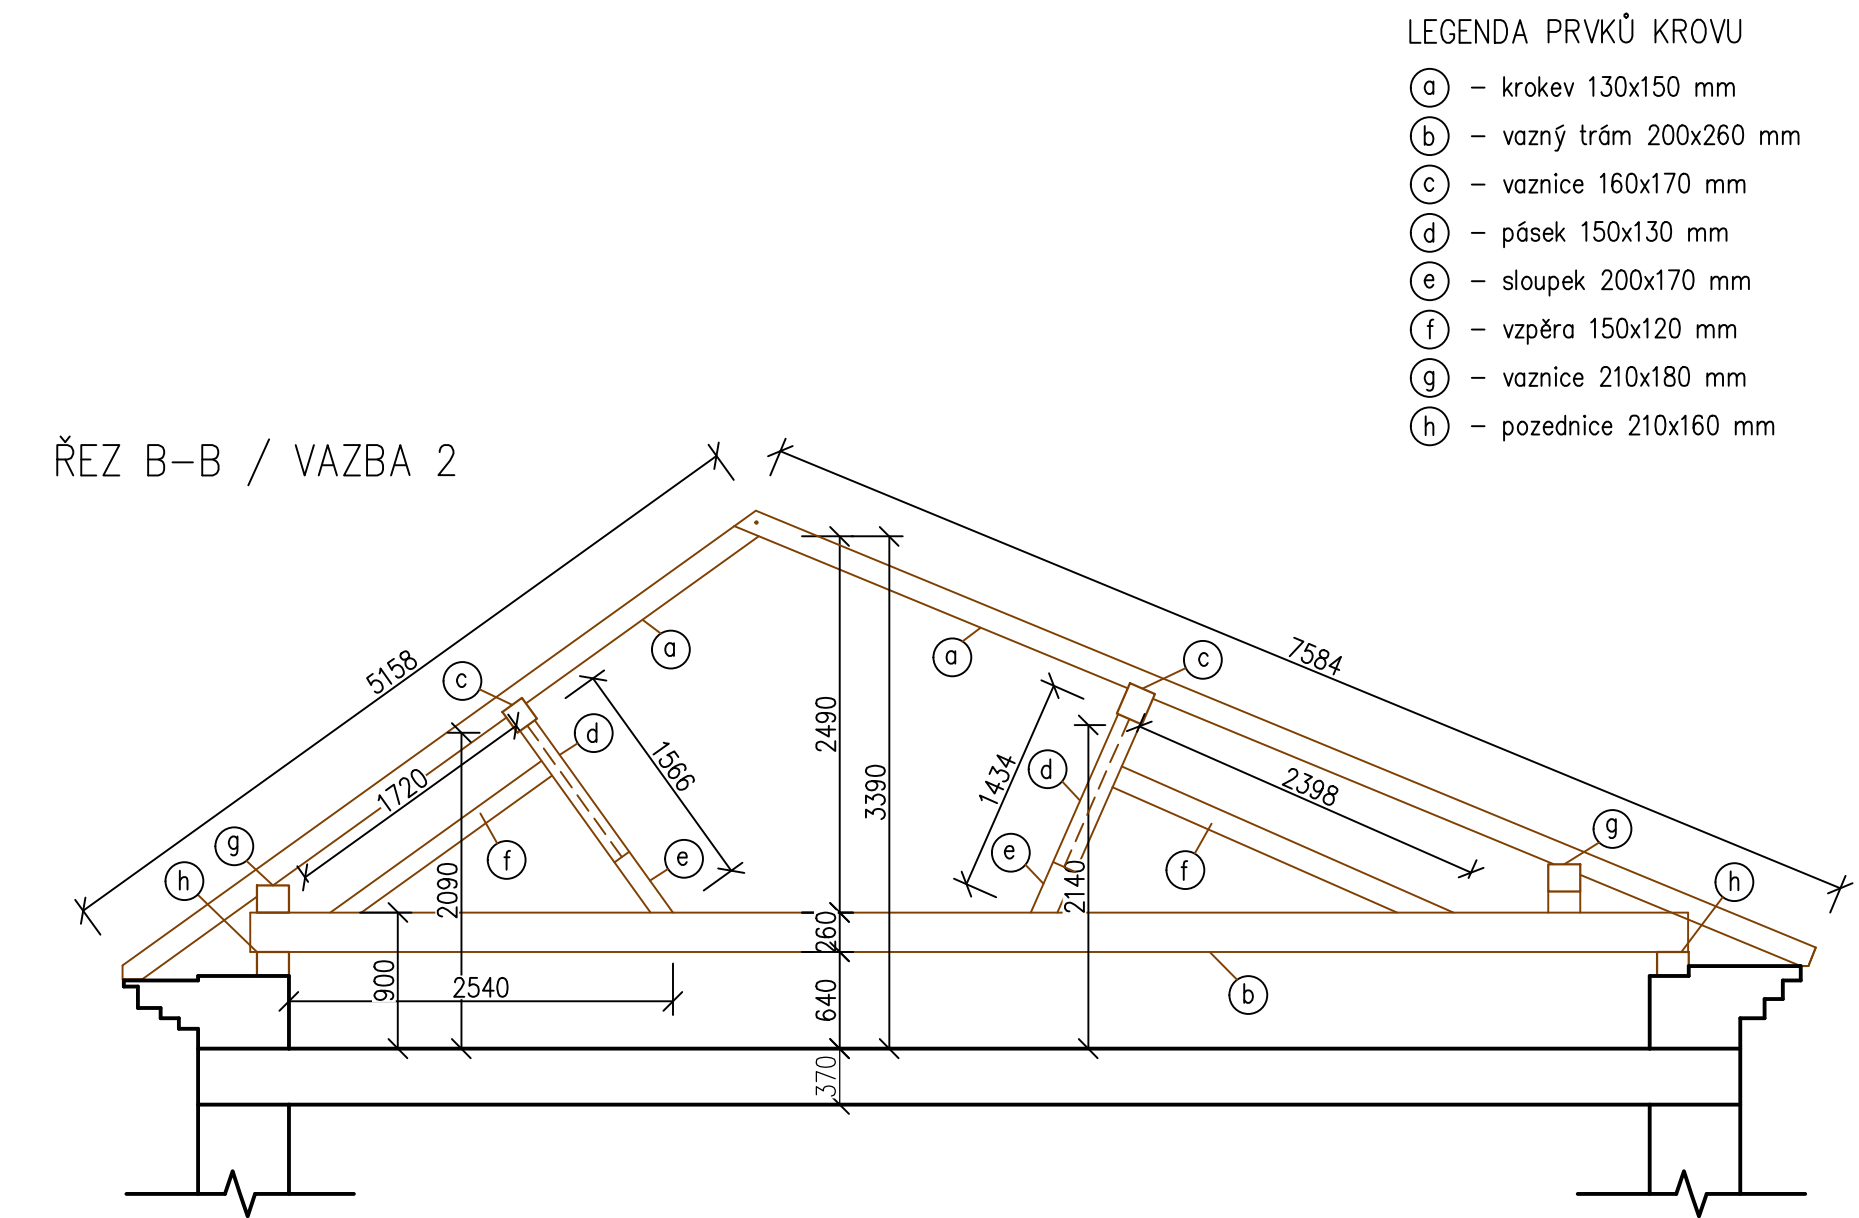 LEGENDA PRVKŮ KROVU
a – krokev 130x150 mm
b – vazný trám 200x260 mm
c – vaznice 160x170 mm
d – pásek 150x130 mm
e – sloupek 200x170 mm
f – vzpěra 150x120 mm
g – vaznice 210x180 mm
h – pozednice 210x160 mm
ŘEZ B–B / VAZBA 2
5158
7584
a
a
c
c
d
1566
2490
1434
d
1720
3390
2398
g
g
f
e
e
f
h
h
2090
2140
260
900
2540
640
b
370